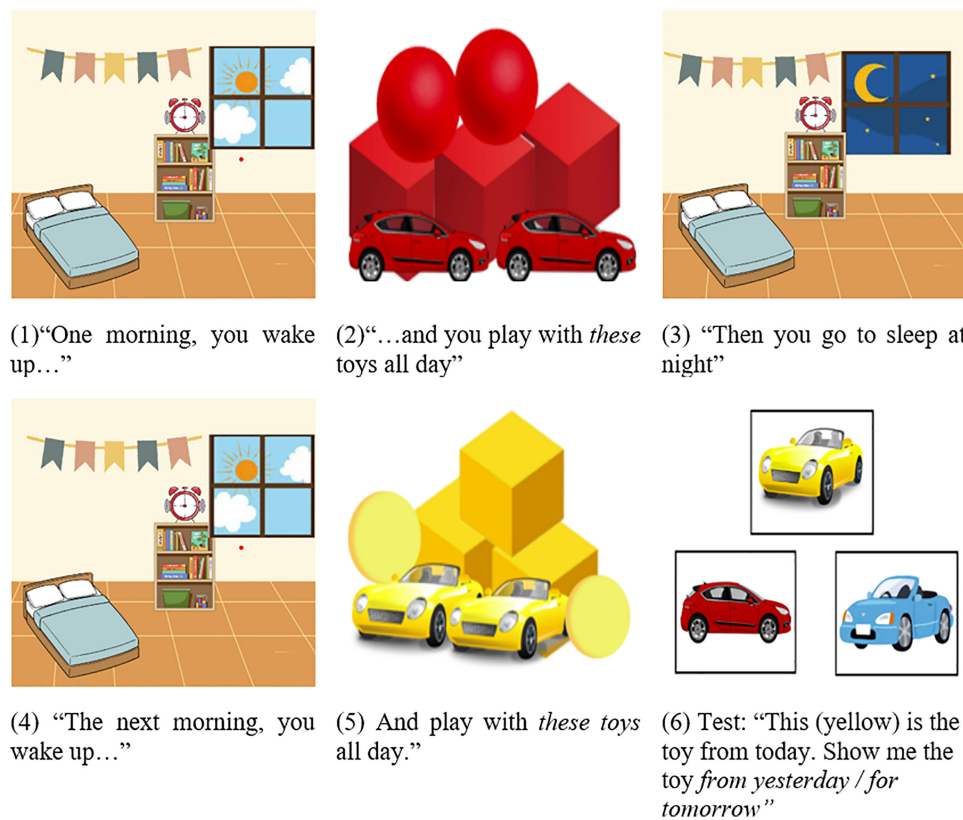 (1)“One morning, you wake
up…”
(2)“…and you play with these
toys all day”
(3) “Then you go to sleep at
night”
(4) “The next morning, you
wake up…”
(5) And play with these toys
all day.”
(6) Test: “This (yellow) is the
toy from today. Show me the
toy from yesterday / for
tomorrow”